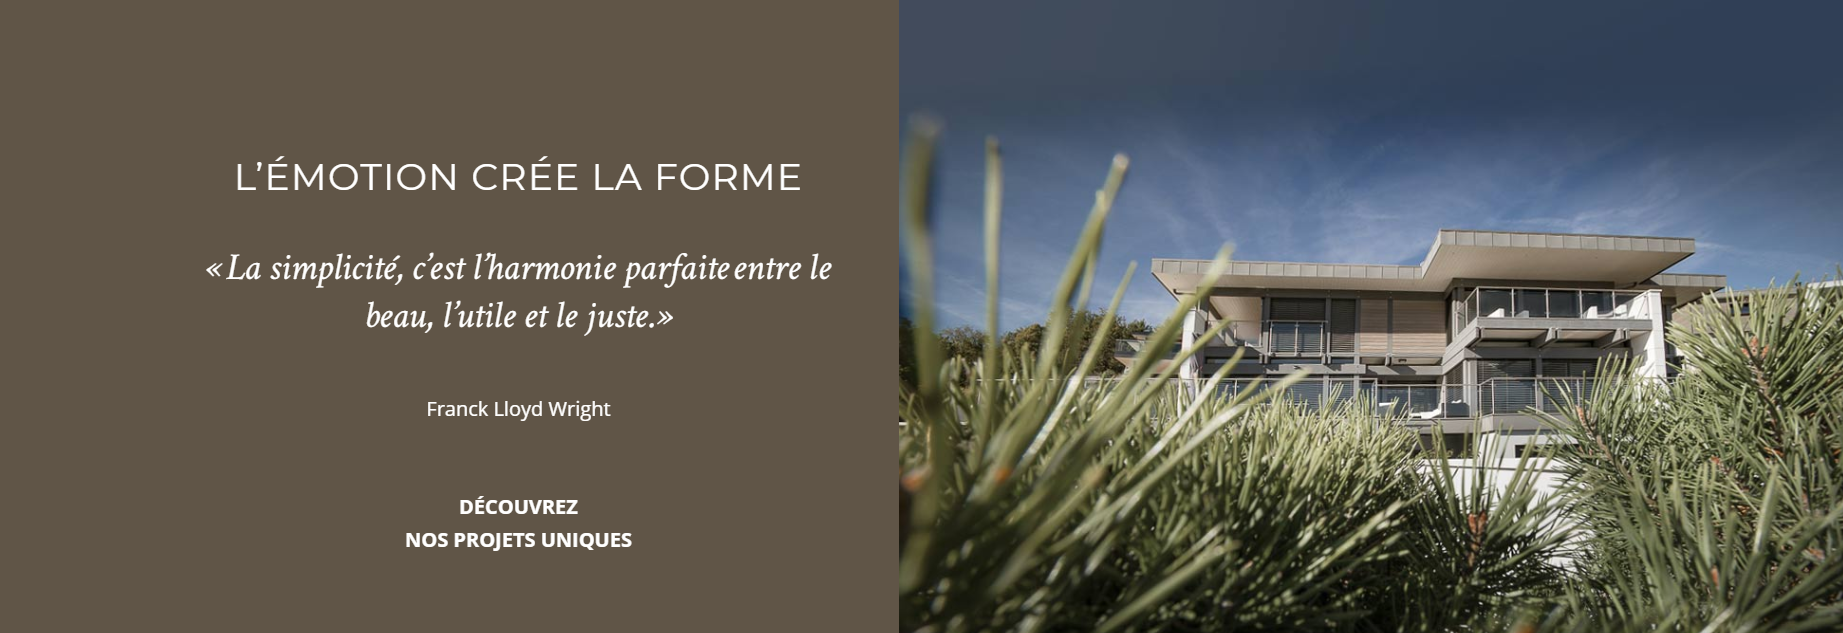 L’ÉMOTION CRÉE LA FORME
« La simplicité, c’est l’harmonie parfaite entre le
beau, l’utile et le juste.»
Franck Lloyd Wright
DÉCOUVREZ
NOS PROJETS UNIQUES